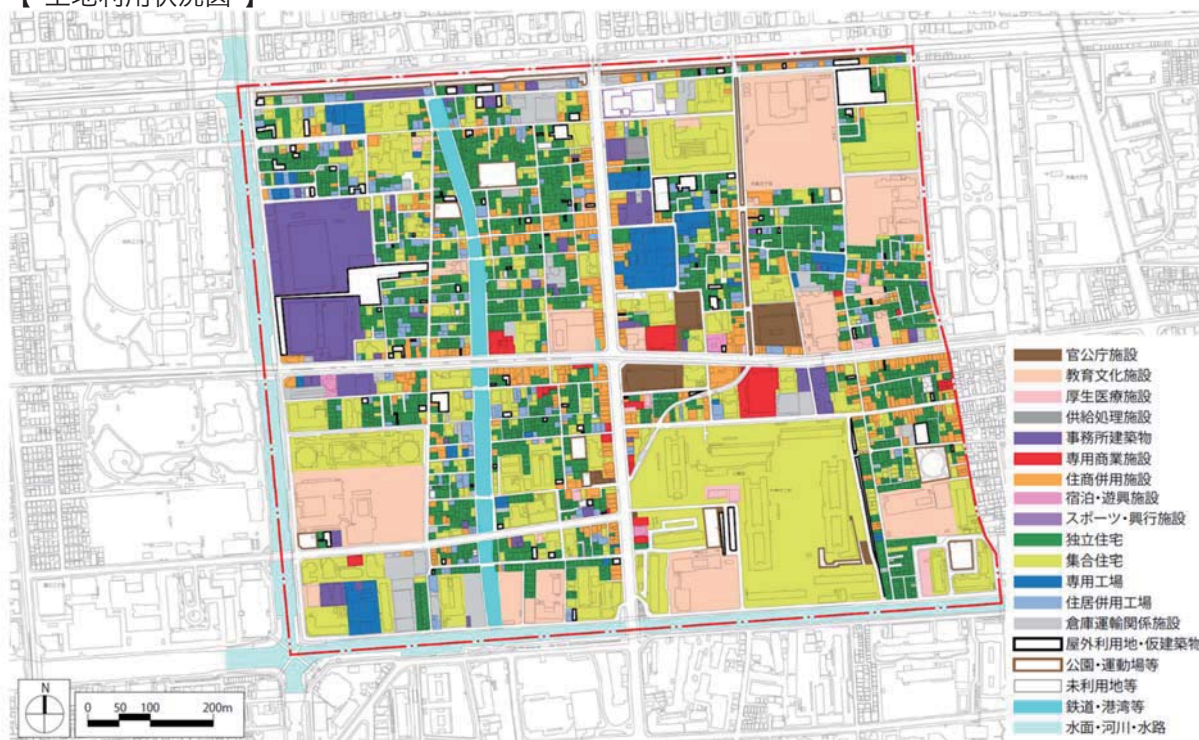 【 土地利用状況図 】
官公庁施設
教育文化施設
厚生医療施設
供給処理施設
事務所建築物
専用商業施設
住商併用施設
宿泊・遊興施設
スポーツ・興行施設
独立住宅
集合住宅
専用工場
住居併用工場
倉庫運輸関係施設
屋外利用地・仮建築物
公園・運動場等
未利用地等
鉄道・港湾等
水面・河川・水路
N
0 50 100 200m